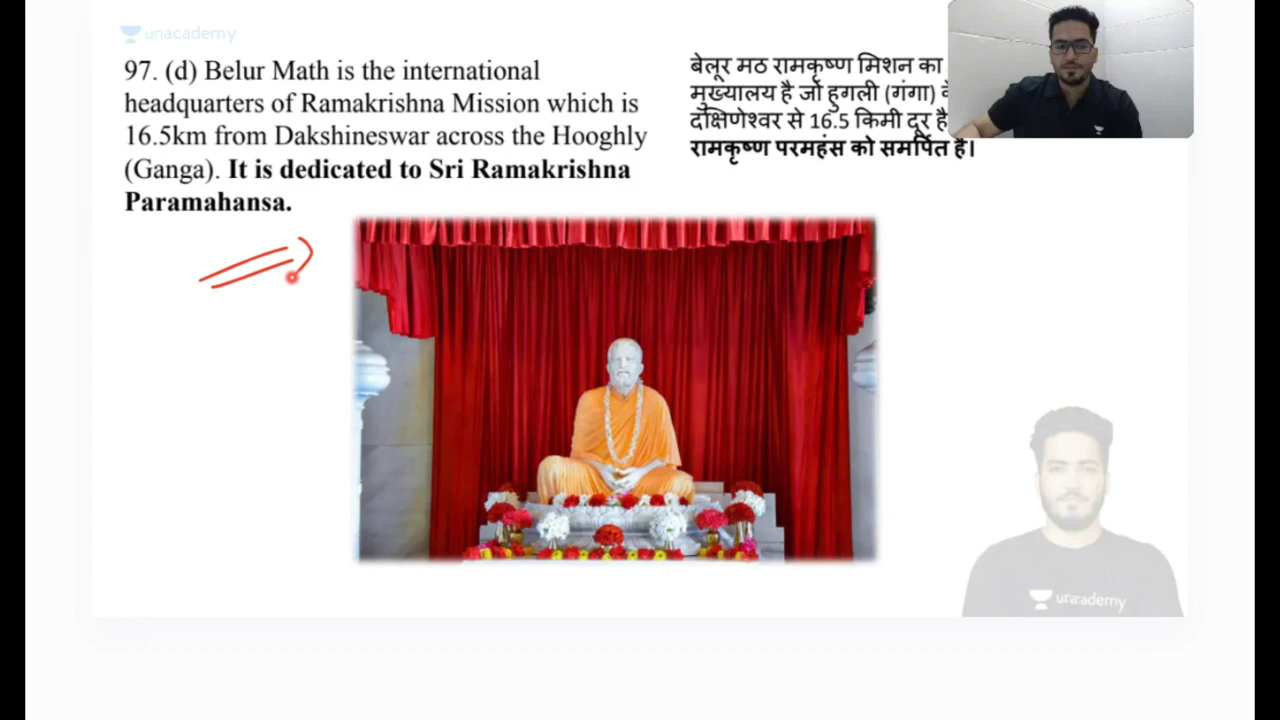 unacademy
97. (d) Belur Math is the international
headquarters of Ramakrishna Mission which is
16.5km from Dakshineswar across the Hooghly
(Ganga). It is dedicated to Sri Ramakrishna
Paramahansa.
बेलूर मठ रामकृष्ण मिशन का
मुख्यालय है जो हुगली (गंगा)
दक्षिणेश्वर से 16.5 किमी दूर है
रामकृष्ण परमहंस को समर्पित है।
unacademy